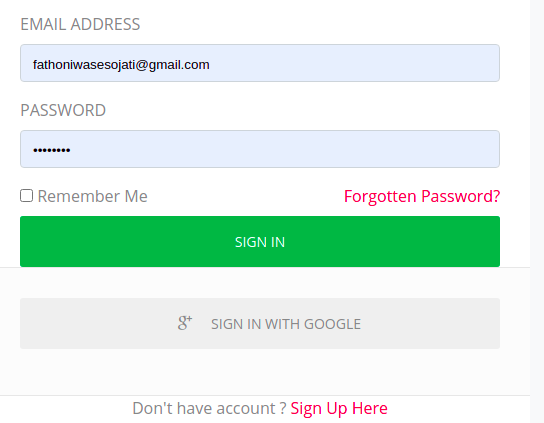 EMAIL ADDRESS
fathoniwasesojati@gmail.com
PASSWORD
••••••••
Remember Me Forgotten Password?
SIGN IN
g+ SIGN IN WITH GOOGLE
Don't have account ? Sign Up Here